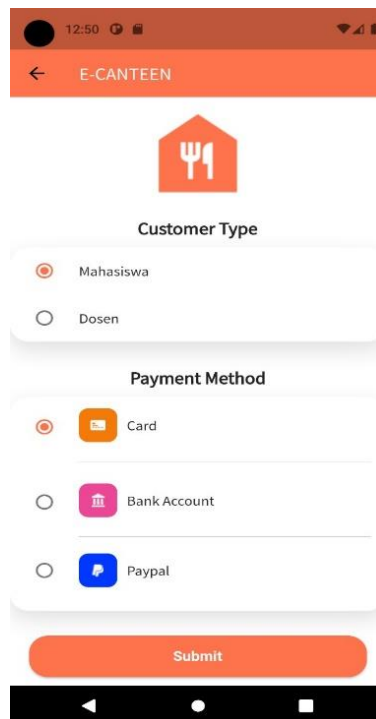 12:50
E-CANTEEN
Customer Type
Mahasiswa
Dosen
Payment Method
Card
Bank Account
Paypal
Submit